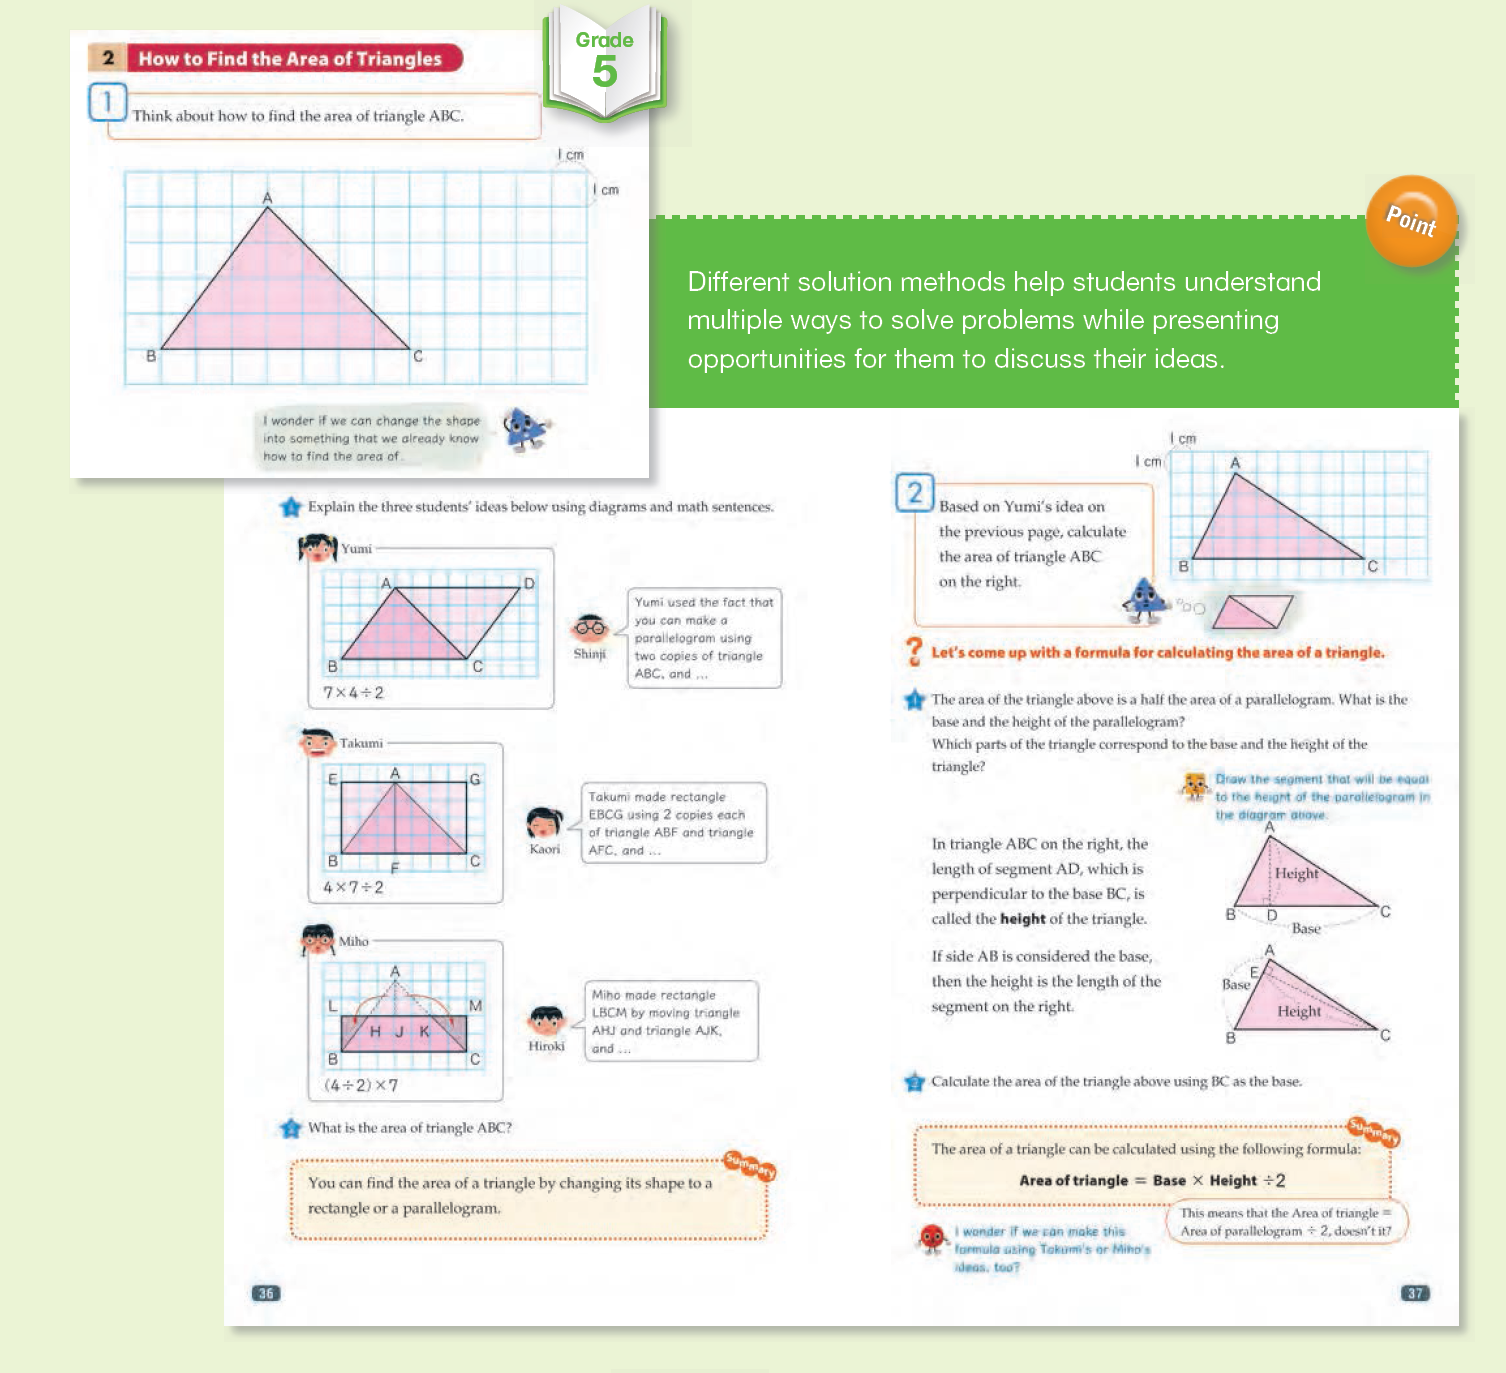 Grade
5
2 How to Find the Area of Triangles
1
Think about how to find the area of triangle ABC.
1 cm
1 cm
A
B
C
I wonder if we can change the shape
into something that we already know
how to find the area of.
Point
Different solution methods help students understand
multiple ways to solve problems while presenting
opportunities for them to discuss their ideas.
1 Explain the three students' ideas below using diagrams and math sentences.
Yumi
A D
B C
7×4÷2
Shinji
Yumi used the fact that
you can make a
parallelogram using
two copies of triangle
ABC, and ...
Takumi
E A G
B F C
4×7÷2
Kaori
Takumi made rectangle
EBCG using 2 copies each
of triangle ABF and triangle
AFC, and ...
Miho
A
L M
H J K
B C
(4÷2)×7
Hiroki
Miho made rectangle
LBCM by moving triangle
AHJ and triangle AJK,
and ...
2 What is the area of triangle ABC?
Summary
You can find the area of a triangle by changing its shape to a
rectangle or a parallelogram.
36
2
Based on Yumi's idea on
the previous page, calculate
the area of triangle ABC
on the right.
1 cm
1 cm
A
B C
? Let's come up with a formula for calculating the area of a triangle.
1 The area of the triangle above is a half the area of a parallelogram. What is the
base and the height of the parallelogram?
Which parts of the triangle correspond to the base and the height of the
triangle?
Draw the segment that will be equal
to the height of the parallelogram in
the diagram above.
In triangle ABC on the right, the
length of segment AD, which is
perpendicular to the base BC, is
called the height of the triangle.
A
Height
B D C
Base
If side AB is considered the base,
then the height is the length of the
segment on the right.
A
E
Base
Height
B C
2 Calculate the area of the triangle above using BC as the base.
Summary
The area of a triangle can be calculated using the following formula:
Area of triangle = Base × Height ÷2
This means that the Area of triangle =
Area of parallelogram ÷ 2, doesn't it?
I wonder if we can make this
formula using Takumi's or Miho's
ideas, too?
37